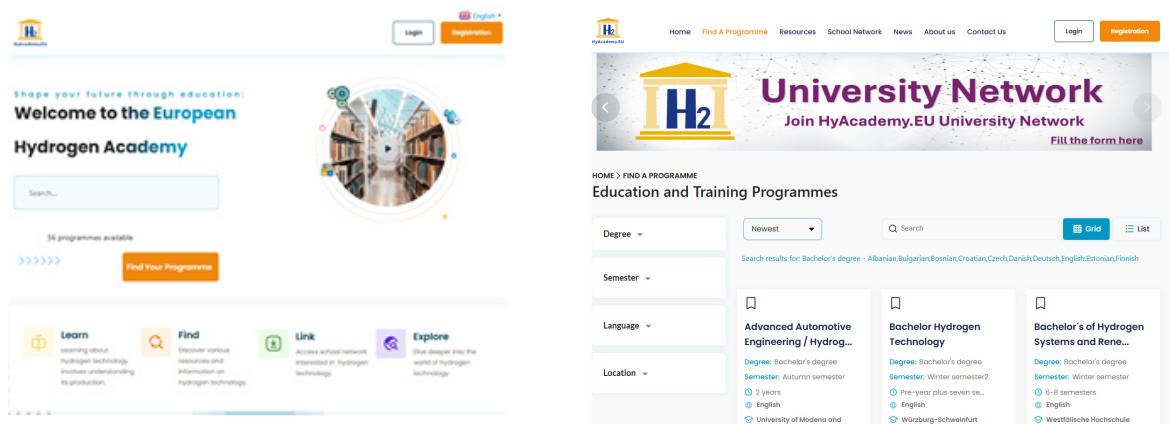 H2
HyAcademy.EU
English
Login
Registration
Shape your future through education:
Welcome to the European
Hydrogen Academy
Search...
56 programmes available
>>>>>>
Find Your Programme
Learn
Learning about
hydrogen technology
involves understanding
its production.
Find
Discover various
resources and
information on
hydrogen technology.
Link
Access school network
interested in hydrogen
technology.
Explore
Dive deeper into the
world of hydrogen
technology.
H2
HyAcademy.EU
Home Find A Programme Resources School Network News About us Contact Us
Login
Registration
H2
University Network
Join HyAcademy.EU University Network
Fill the form here
HOME > FIND A PROGRAMME
Education and Training Programmes
Degree
Semester
Language
Location
Newest
Search
Grid
List
Search results for: Bachelor's degree - Albanian,Bulgarian,Bosnian,Croatian,Czech,Danish,Deutsch,English,Estonian,Finnish
Advanced Automotive
Engineering / Hydrog...
Degree: Bachelor's degree
Semester: Autumn semester
2 years
English
University of Modena and
Bachelor Hydrogen
Technology
Degree: Bachelor's degree
Semester: Winter semester2
Pre-year plus seven se...
English
Würzburg-Schweinfurt
Bachelor´s of Hydrogen
Systems and Rene...
Degree: Bachelor's degree
Semester: Winter semester
6-8 semesters
English
Westfälische Hochschule